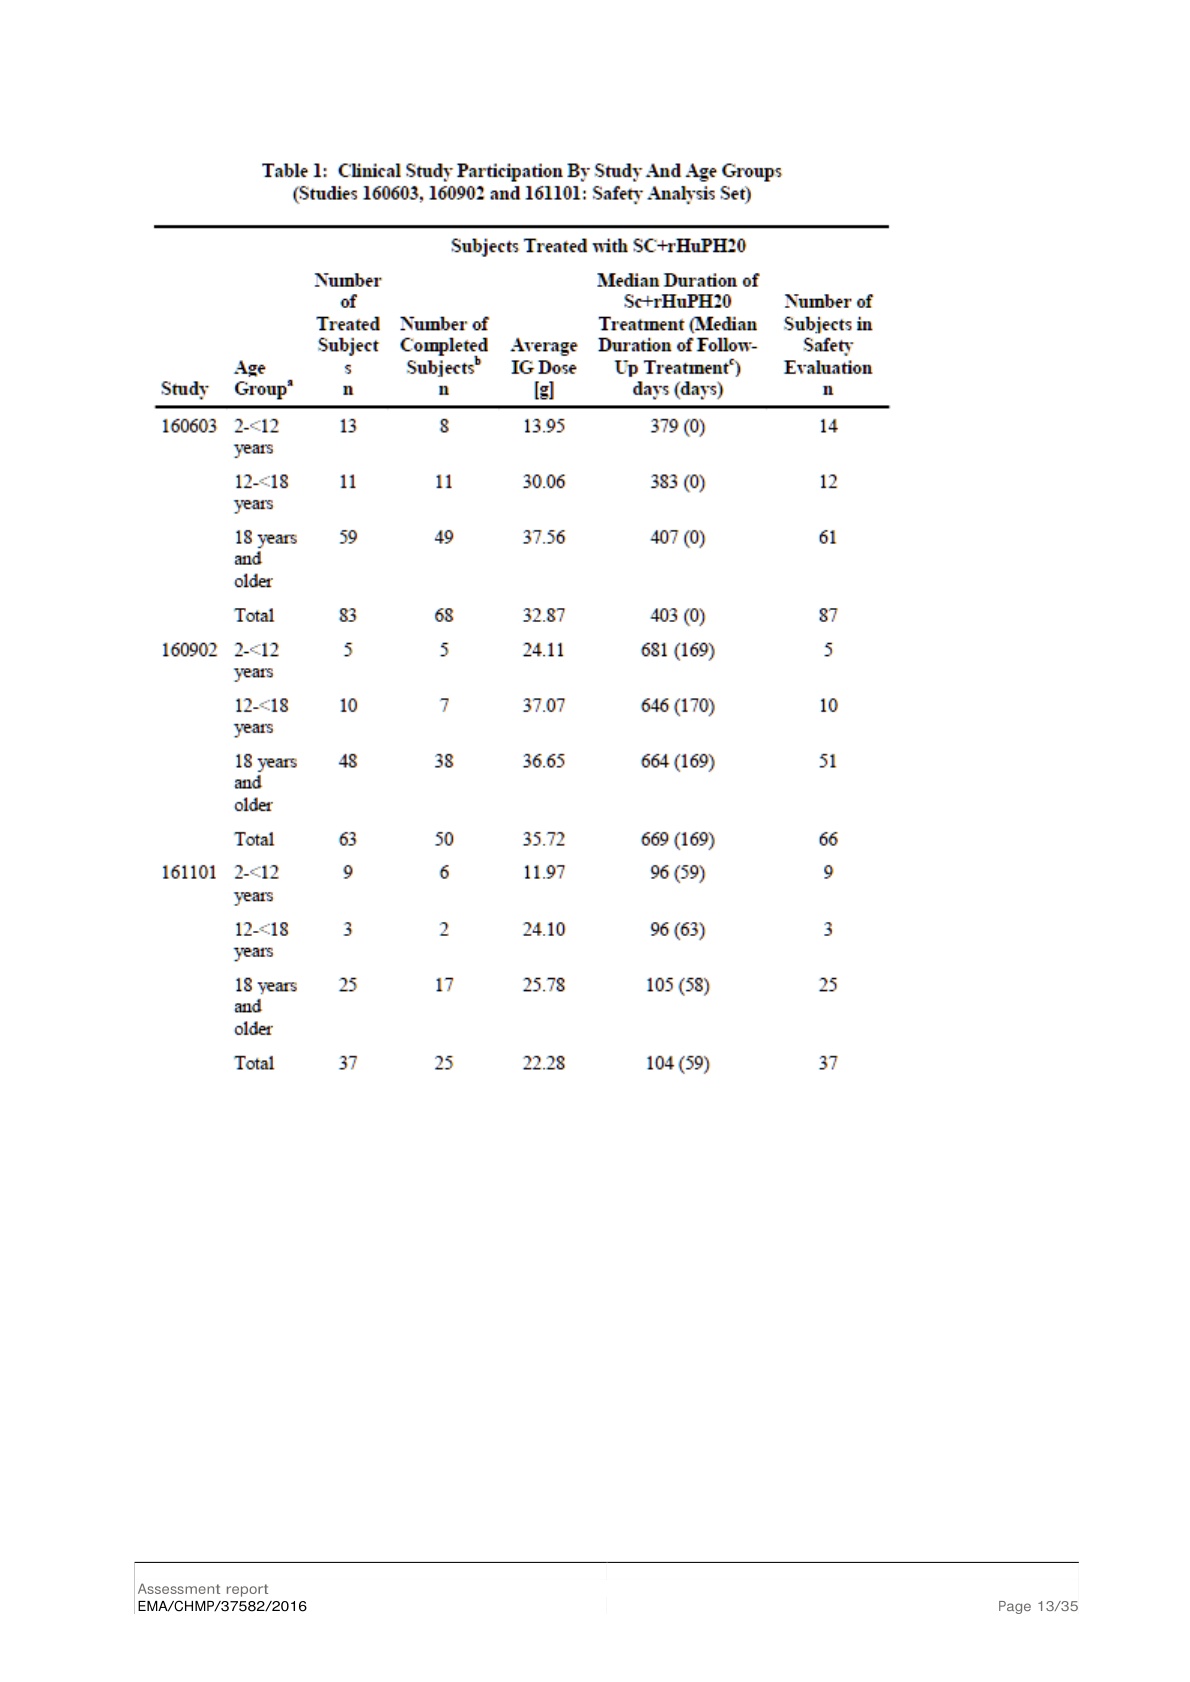 Table 1: Clinical Study Participation By Study And Age Groups
(Studies 160603, 160902 and 161101: Safety Analysis Set)
Subjects Treated with SC+rHuPH20
Number Median Duration of
of Sc+rHuPH20 Number of
Treated Number of Treatment (Median Subjects in
Subject Completed Average Duration of Follow- Safety
Age s Subjectsb IG Dose Up Treatmentc) Evaluation
Study Groupa n n [g] days (days) n
160603 2-<12 13 8 13.95 379 (0) 14
years
12-<18 11 11 30.06 383 (0) 12
years
18 years 59 49 37.56 407 (0) 61
and
older
Total 83 68 32.87 403 (0) 87
160902 2-<12 5 5 24.11 681 (169) 5
years
12-<18 10 7 37.07 646 (170) 10
years
18 years 48 38 36.65 664 (169) 51
and
older
Total 63 50 35.72 669 (169) 66
161101 2-<12 9 6 11.97 96 (59) 9
years
12-<18 3 2 24.10 96 (63) 3
years
18 years 25 17 25.78 105 (58) 25
and
older
Total 37 25 22.28 104 (59) 37
Assessment report
EMA/CHMP/37582/2016 Page 13/35